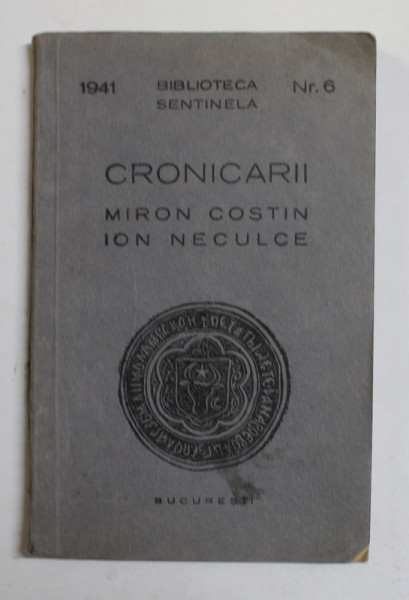 1941 BIBLIOTECA Nr. 6
SENTINELA
CRONICARII
MIRON COSTIN
ION NECULCE
BUCUREȘTI